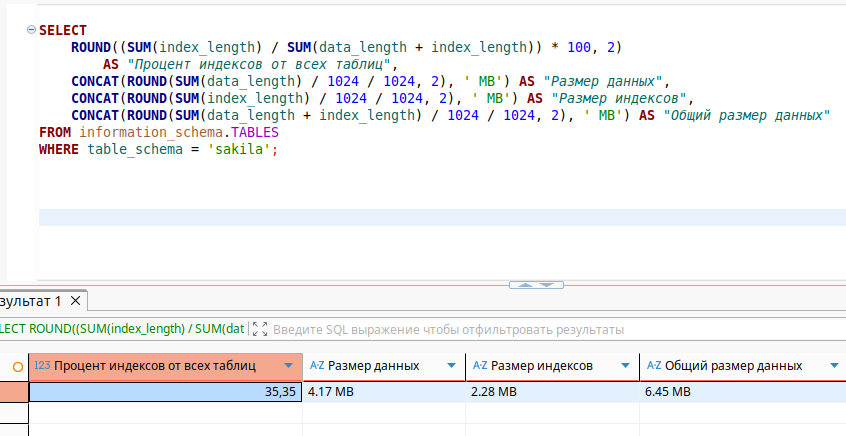 SELECT
ROUND((SUM(index_length) / SUM(data_length + index_length)) * 100, 2)
AS "Процент индексов от всех таблиц",
CONCAT(ROUND(SUM(data_length) / 1024 / 1024, 2), ' MB') AS "Размер данных",
CONCAT(ROUND(SUM(index_length) / 1024 / 1024, 2), ' MB') AS "Размер индексов",
CONCAT(ROUND(SUM(data_length + index_length) / 1024 / 1024, 2), ' MB') AS "Общий размер данных"
FROM information_schema.TABLES
WHERE table_schema = 'sakila';
зультат 1 ✕
LECT ROUND((SUM(index_length) / SUM(dat Введите SQL выражение чтобы отфильтровать результаты
123 Процент индексов от всех таблиц A-Z Размер данных A-Z Размер индексов A-Z Общий размер данных
35,35 4.17 MB 2.28 MB 6.45 MB